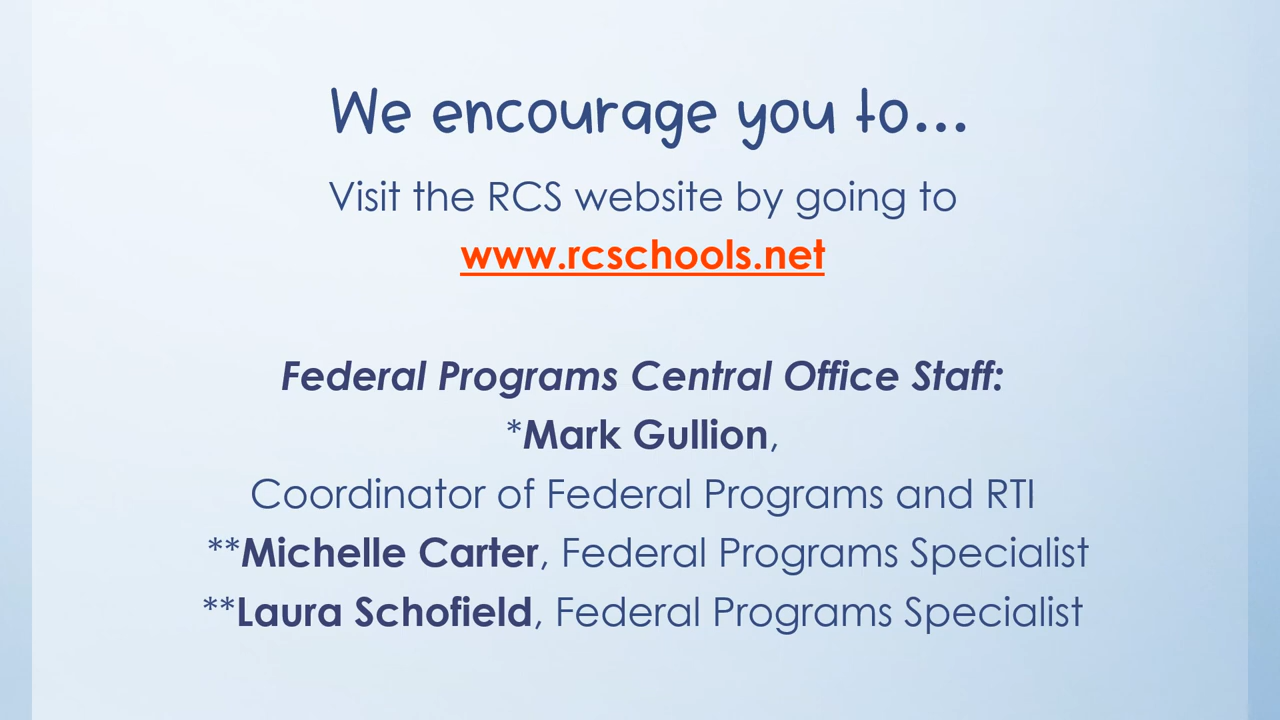 We encourage you to...
Visit the RCS website by going to
www.rcschools.net
Federal Programs Central Office Staff:
*Mark Gullion,
Coordinator of Federal Programs and RTI
**Michelle Carter, Federal Programs Specialist
**Laura Schofield, Federal Programs Specialist